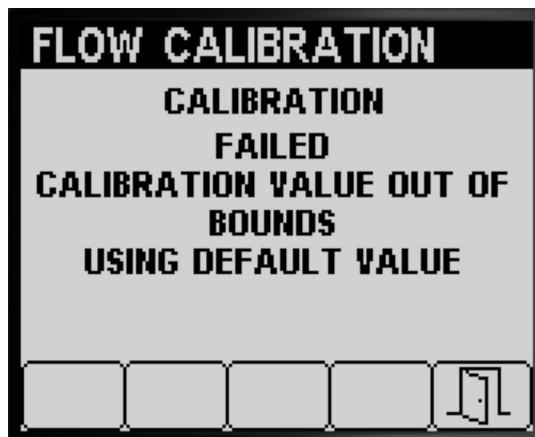 FLOW CALIBRATION
CALIBRATION
FAILED
CALIBRATION VALUE OUT OF
BOUNDS
USING DEFAULT VALUE